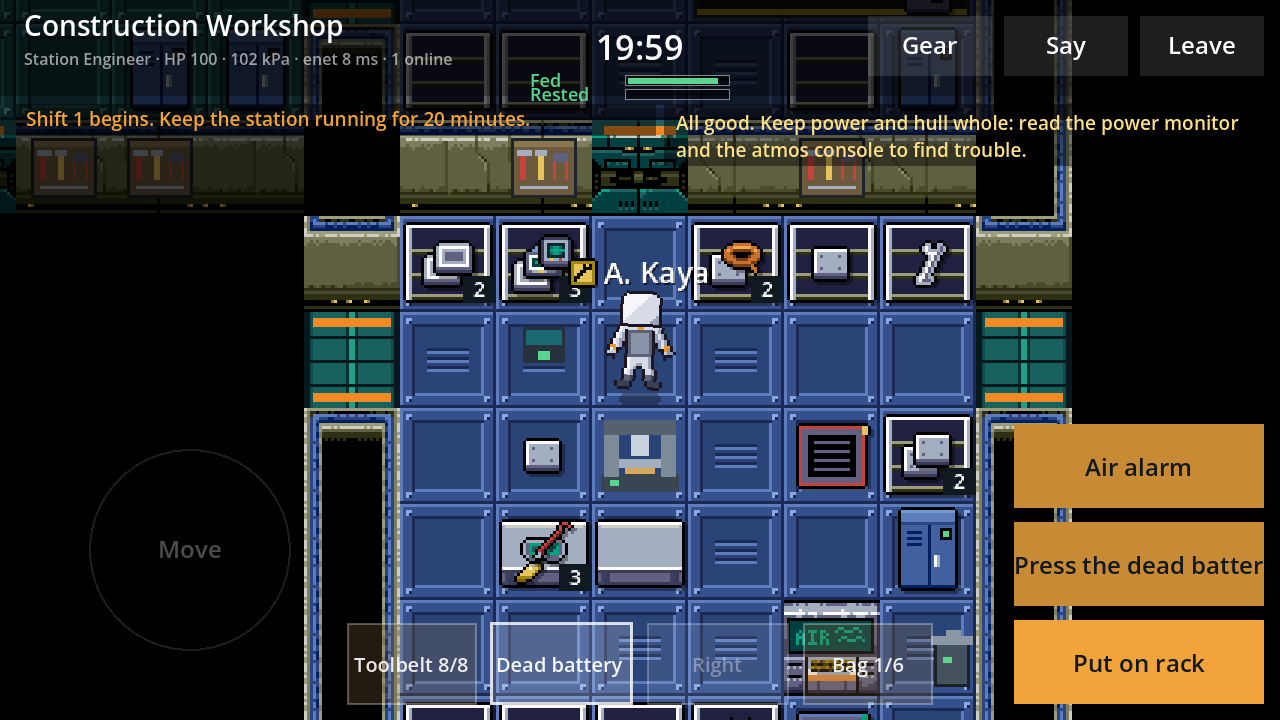 Construction Workshop
Station Engineer · HP 100 · 102 kPa · enet 8 ms · 1 online
19:59
Gear
Say
Leave
Fed
Rested
Shift 1 begins. Keep the station running for 20 minutes.
All good. Keep power and hull whole: read the power monitor
and the atmos console to find trouble.
A. Kaya
2
2
2
3
Move
Air alarm
Press the dead batter
Put on rack
AIR
Toolbelt 8/8
Dead battery
Right
Bag 1/6